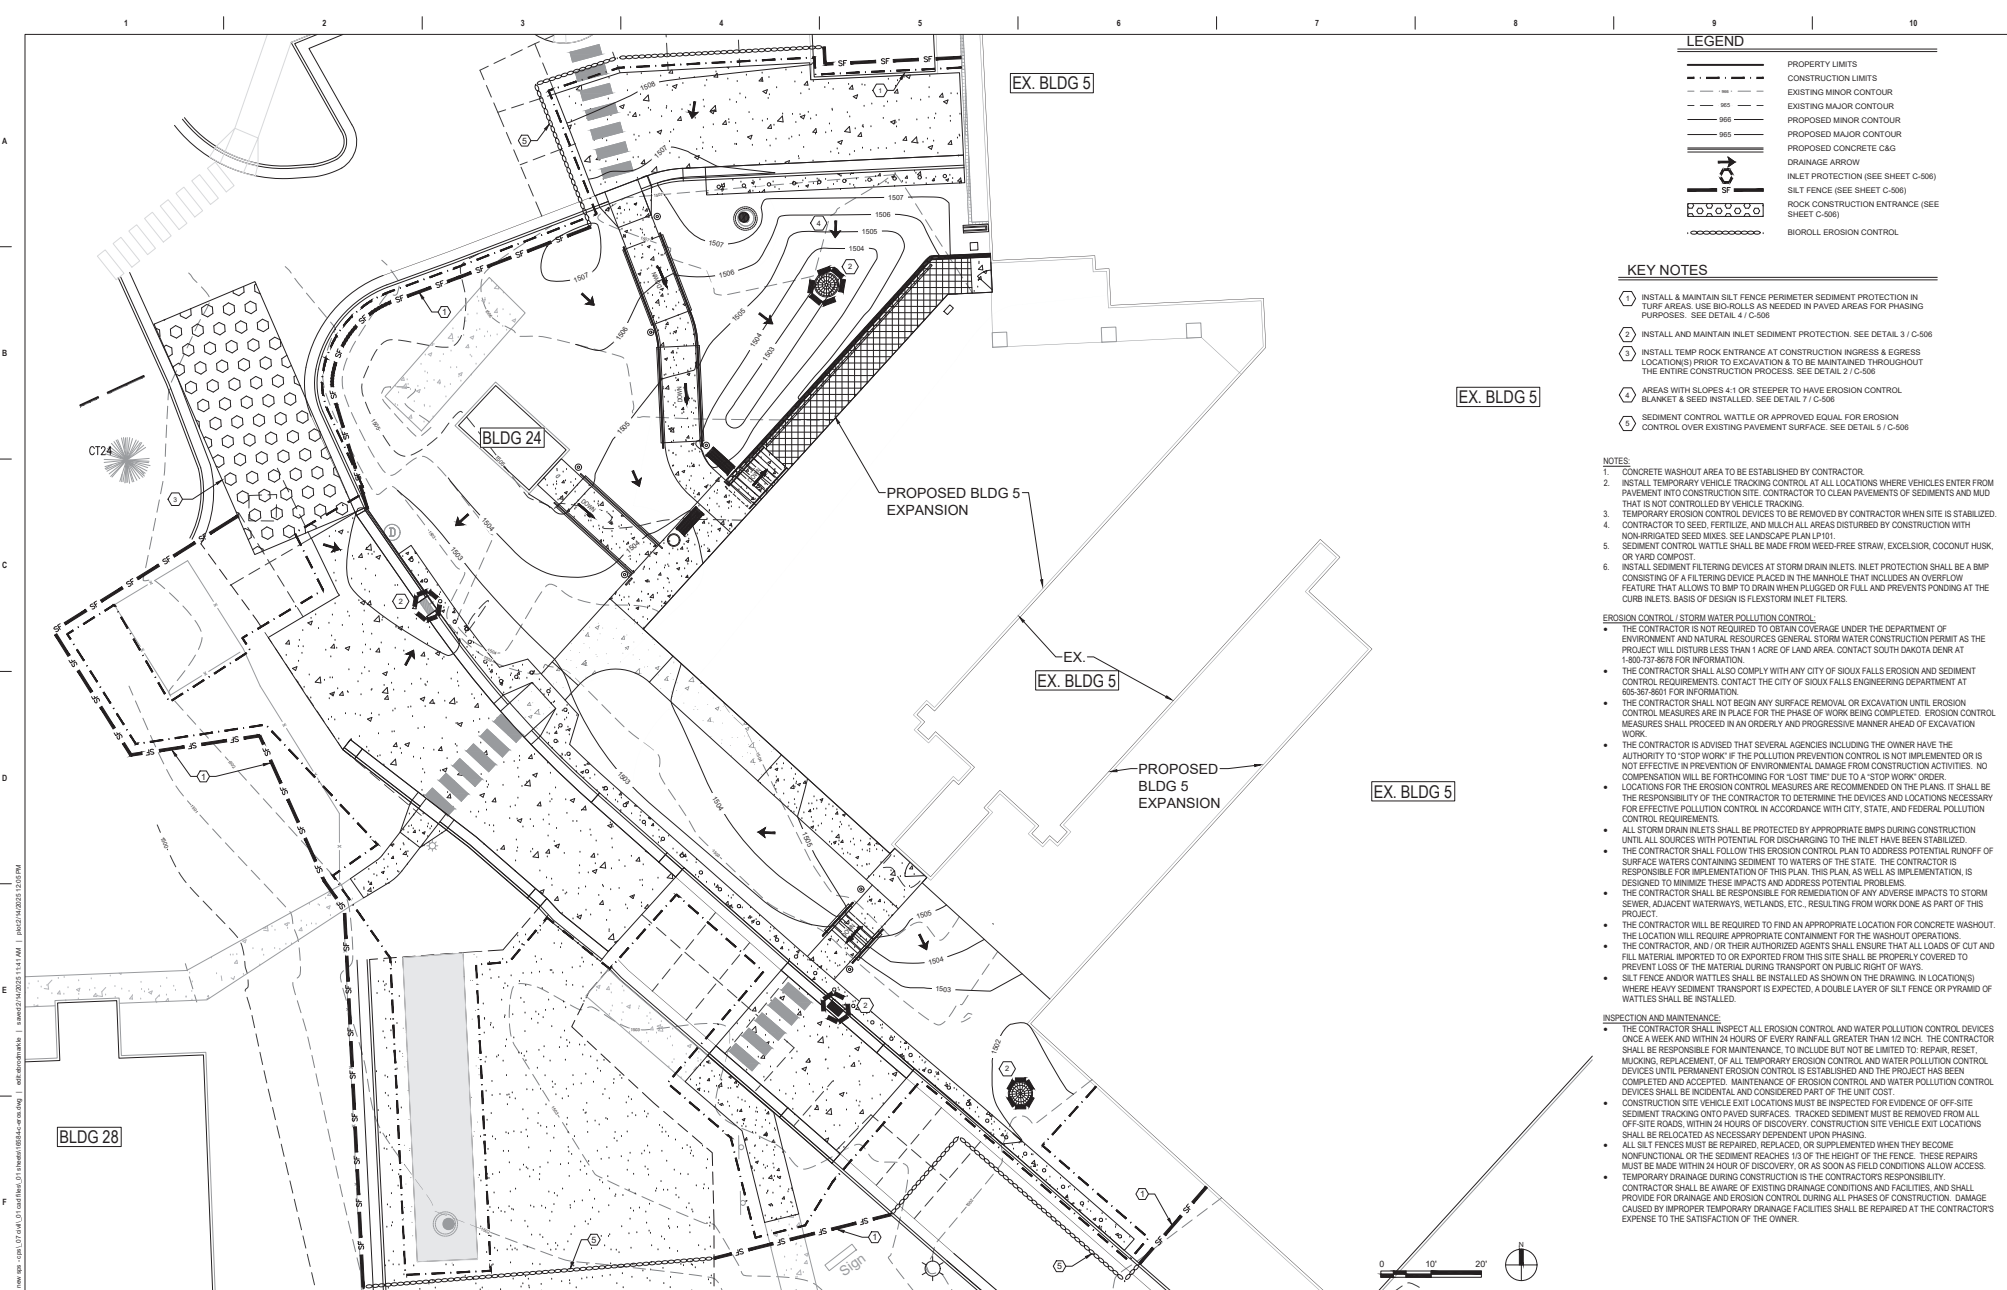 1 2 3 4 5 6 7 8 9 10
A
B
C
D
E
F
LEGEND
PROPERTY LIMITS
CONSTRUCTION LIMITS
EXISTING MINOR CONTOUR
965 EXISTING MAJOR CONTOUR
966 PROPOSED MINOR CONTOUR
965 PROPOSED MAJOR CONTOUR
PROPOSED CONCRETE C&G
DRAINAGE ARROW
INLET PROTECTION (SEE SHEET C-506)
SF SILT FENCE (SEE SHEET C-506)
ROCK CONSTRUCTION ENTRANCE (SEE
SHEET C-506)
BIOROLL EROSION CONTROL
KEY NOTES
1 INSTALL & MAINTAIN SILT FENCE PERIMETER SEDIMENT PROTECTION IN
TURF AREAS. USE BIO-ROLLS AS NEEDED IN PAVED AREAS FOR PHASING
PURPOSES. SEE DETAIL 4 / C-506
2 INSTALL AND MAINTAIN INLET SEDIMENT PROTECTION. SEE DETAIL 3 / C-506
3 INSTALL TEMP ROCK ENTRANCE AT CONSTRUCTION INGRESS & EGRESS
LOCATION(S) PRIOR TO EXCAVATION & TO BE MAINTAINED THROUGHOUT
THE ENTIRE CONSTRUCTION PROCESS. SEE DETAIL 2 / C-506
4 AREAS WITH SLOPES 4:1 OR STEEPER TO HAVE EROSION CONTROL
BLANKET & SEED INSTALLED. SEE DETAIL 7 / C-506
5 SEDIMENT CONTROL WATTLE OR APPROVED EQUAL FOR EROSION
CONTROL OVER EXISTING PAVEMENT SURFACE. SEE DETAIL 5 / C-506
NOTES:
1. CONCRETE WASHOUT AREA TO BE ESTABLISHED BY CONTRACTOR.
2. INSTALL TEMPORARY VEHICLE TRACKING CONTROL AT ALL LOCATIONS WHERE VEHICLES ENTER FROM
PAVEMENT INTO CONSTRUCTION SITE. CONTRACTOR TO CLEAN PAVEMENTS OF SEDIMENTS AND MUD
THAT IS NOT CONTROLLED BY VEHICLE TRACKING.
3. TEMPORARY EROSION CONTROL DEVICES TO BE REMOVED BY CONTRACTOR WHEN SITE IS STABILIZED.
4. CONTRACTOR TO SEED, FERTILIZE, AND MULCH ALL AREAS DISTURBED BY CONSTRUCTION WITH
NON-IRRIGATED SEED MIXES. SEE LANDSCAPE PLAN LP101.
5. SEDIMENT CONTROL WATTLE SHALL BE MADE FROM WEED-FREE STRAW, EXCELSIOR, COCONUT HUSK,
OR YARD COMPOST.
6. INSTALL SEDIMENT FILTERING DEVICES AT STORM DRAIN INLETS. INLET PROTECTION SHALL BE A BMP
CONSISTING OF A FILTERING DEVICE PLACED IN THE MANHOLE THAT INCLUDES AN OVERFLOW
FEATURE THAT ALLOWS TO BMP TO DRAIN WHEN PLUGGED OR FULL AND PREVENTS PONDING AT THE
CURB INLETS. BASIS OF DESIGN IS FLEXSTORM INLET FILTERS.
EROSION CONTROL / STORM WATER POLLUTION CONTROL:
• THE CONTRACTOR IS NOT REQUIRED TO OBTAIN COVERAGE UNDER THE DEPARTMENT OF
ENVIRONMENT AND NATURAL RESOURCES GENERAL STORM WATER CONSTRUCTION PERMIT AS THE
PROJECT WILL DISTURB LESS THAN 1 ACRE OF LAND AREA. CONTACT SOUTH DAKOTA DENR AT
1-800-737-8678 FOR INFORMATION.
• THE CONTRACTOR SHALL ALSO COMPLY WITH ANY CITY OF SIOUX FALLS EROSION AND SEDIMENT
CONTROL REQUIREMENTS. CONTACT THE CITY OF SIOUX FALLS ENGINEERING DEPARTMENT AT
605-367-8601 FOR INFORMATION.
• THE CONTRACTOR SHALL NOT BEGIN ANY SURFACE REMOVAL OR EXCAVATION UNTIL EROSION
CONTROL MEASURES ARE IN PLACE FOR THE PHASE OF WORK BEING COMPLETED. EROSION CONTROL
MEASURES SHALL PROCEED IN AN ORDERLY AND PROGRESSIVE MANNER AHEAD OF EXCAVATION
WORK.
• THE CONTRACTOR IS ADVISED THAT SEVERAL AGENCIES INCLUDING THE OWNER HAVE THE
AUTHORITY TO "STOP WORK" IF THE POLLUTION PREVENTION CONTROL IS NOT IMPLEMENTED OR IS
NOT EFFECTIVE IN PREVENTION OF ENVIRONMENTAL DAMAGE FROM CONSTRUCTION ACTIVITIES. NO
COMPENSATION WILL BE FORTHCOMING FOR "LOST TIME" DUE TO A "STOP WORK" ORDER.
• LOCATIONS FOR THE EROSION CONTROL MEASURES ARE RECOMMENDED ON THE PLANS. IT SHALL BE
THE RESPONSIBILITY OF THE CONTRACTOR TO DETERMINE THE DEVICES AND LOCATIONS NECESSARY
FOR EFFECTIVE POLLUTION CONTROL IN ACCORDANCE WITH CITY, STATE, AND FEDERAL POLLUTION
CONTROL REQUIREMENTS.
• ALL STORM DRAIN INLETS SHALL BE PROTECTED BY APPROPRIATE BMPS DURING CONSTRUCTION
UNTIL ALL SOURCES WITH POTENTIAL FOR DISCHARGING TO THE INLET HAVE BEEN STABILIZED.
• THE CONTRACTOR SHALL FOLLOW THIS EROSION CONTROL PLAN TO ADDRESS POTENTIAL RUNOFF OF
SURFACE WATERS CONTAINING SEDIMENT TO WATERS OF THE STATE. THE CONTRACTOR IS
RESPONSIBLE FOR IMPLEMENTATION OF THIS PLAN. THIS PLAN, AS WELL AS IMPLEMENTATION, IS
DESIGNED TO MINIMIZE THESE IMPACTS AND ADDRESS POTENTIAL PROBLEMS.
• THE CONTRACTOR SHALL BE RESPONSIBLE FOR REMEDIATION OF ANY ADVERSE IMPACTS TO STORM
SEWER, ADJACENT WATERWAYS, WETLANDS, ETC., RESULTING FROM WORK DONE AS PART OF THIS
PROJECT.
• THE CONTRACTOR WILL BE REQUIRED TO FIND AN APPROPRIATE LOCATION FOR CONCRETE WASHOUT.
THE LOCATION WILL REQUIRE APPROPRIATE CONTAINMENT FOR THE WASHOUT OPERATIONS.
• THE CONTRACTOR, AND / OR THEIR AUTHORIZED AGENTS SHALL ENSURE THAT ALL LOADS OF CUT AND
FILL MATERIAL IMPORTED TO OR EXPORTED FROM THIS SITE SHALL BE PROPERLY COVERED TO
PREVENT LOSS OF THE MATERIAL DURING TRANSPORT ON PUBLIC RIGHT OF WAYS.
• SILT FENCE AND/OR WATTLES SHALL BE INSTALLED AS SHOWN ON THE DRAWING. IN LOCATION(S)
WHERE HEAVY SEDIMENT TRANSPORT IS EXPECTED, A DOUBLE LAYER OF SILT FENCE OR PYRAMID OF
WATTLES SHALL BE INSTALLED.
INSPECTION AND MAINTENANCE:
• THE CONTRACTOR SHALL INSPECT ALL EROSION CONTROL AND WATER POLLUTION CONTROL DEVICES
ONCE A WEEK AND WITHIN 24 HOURS OF EVERY RAINFALL GREATER THAN 1/2 INCH. THE CONTRACTOR
SHALL BE RESPONSIBLE FOR MAINTENANCE, TO INCLUDE BUT NOT BE LIMITED TO: REPAIR, RESET,
MUCKING, REPLACEMENT, OF ALL TEMPORARY EROSION CONTROL AND WATER POLLUTION CONTROL
DEVICES UNTIL PERMANENT EROSION CONTROL IS ESTABLISHED AND THE PROJECT HAS BEEN
COMPLETED AND ACCEPTED. MAINTENANCE OF EROSION CONTROL AND WATER POLLUTION CONTROL
DEVICES SHALL BE INCIDENTAL AND CONSIDERED PART OF THE UNIT COST.
• CONSTRUCTION SITE VEHICLE EXIT LOCATIONS MUST BE INSPECTED FOR EVIDENCE OF OFF-SITE
SEDIMENT TRACKING ONTO PAVED SURFACES. TRACKED SEDIMENT MUST BE REMOVED FROM ALL
OFF-SITE ROADS, WITHIN 24 HOURS OF DISCOVERY. CONSTRUCTION SITE VEHICLE EXIT LOCATIONS
SHALL BE RELOCATED AS NECESSARY DEPENDENT UPON PHASING.
• ALL SILT FENCES MUST BE REPAIRED, REPLACED, OR SUPPLEMENTED WHEN THEY BECOME
NONFUNCTIONAL OR THE SEDIMENT REACHES 1/3 OF THE HEIGHT OF THE FENCE. THESE REPAIRS
MUST BE MADE WITHIN 24 HOUR OF DISCOVERY, OR AS SOON AS FIELD CONDITIONS ALLOW ACCESS.
• TEMPORARY DRAINAGE DURING CONSTRUCTION IS THE CONTRACTOR'S RESPONSIBILITY.
CONTRACTOR SHALL BE AWARE OF EXISTING DRAINAGE CONDITIONS AND FACILITIES, AND SHALL
PROVIDE FOR DRAINAGE AND EROSION CONTROL DURING ALL PHASES OF CONSTRUCTION. DAMAGE
CAUSED BY IMPROPER TEMPORARY DRAINAGE FACILITIES SHALL BE REPAIRED AT THE CONTRACTOR'S
EXPENSE TO THE SATISFACTION OF THE OWNER.
EX. BLDG 5
EX. BLDG 5
BLDG 24
CT24
PROPOSED BLDG 5
EXPANSION
EX.
EX. BLDG 5
PROPOSED
BLDG 5
EXPANSION
EX. BLDG 5
BLDG 28
Sign
1508
1507
1507
1506
1505
1504
1507
1506
1505
1504
1503
1507
1506
1505
1504
1503
1504
DOWN
DOWN
1503
1504
1505
1505
1504
1503
1502
D
SF SF SF
0 10' 20'
N